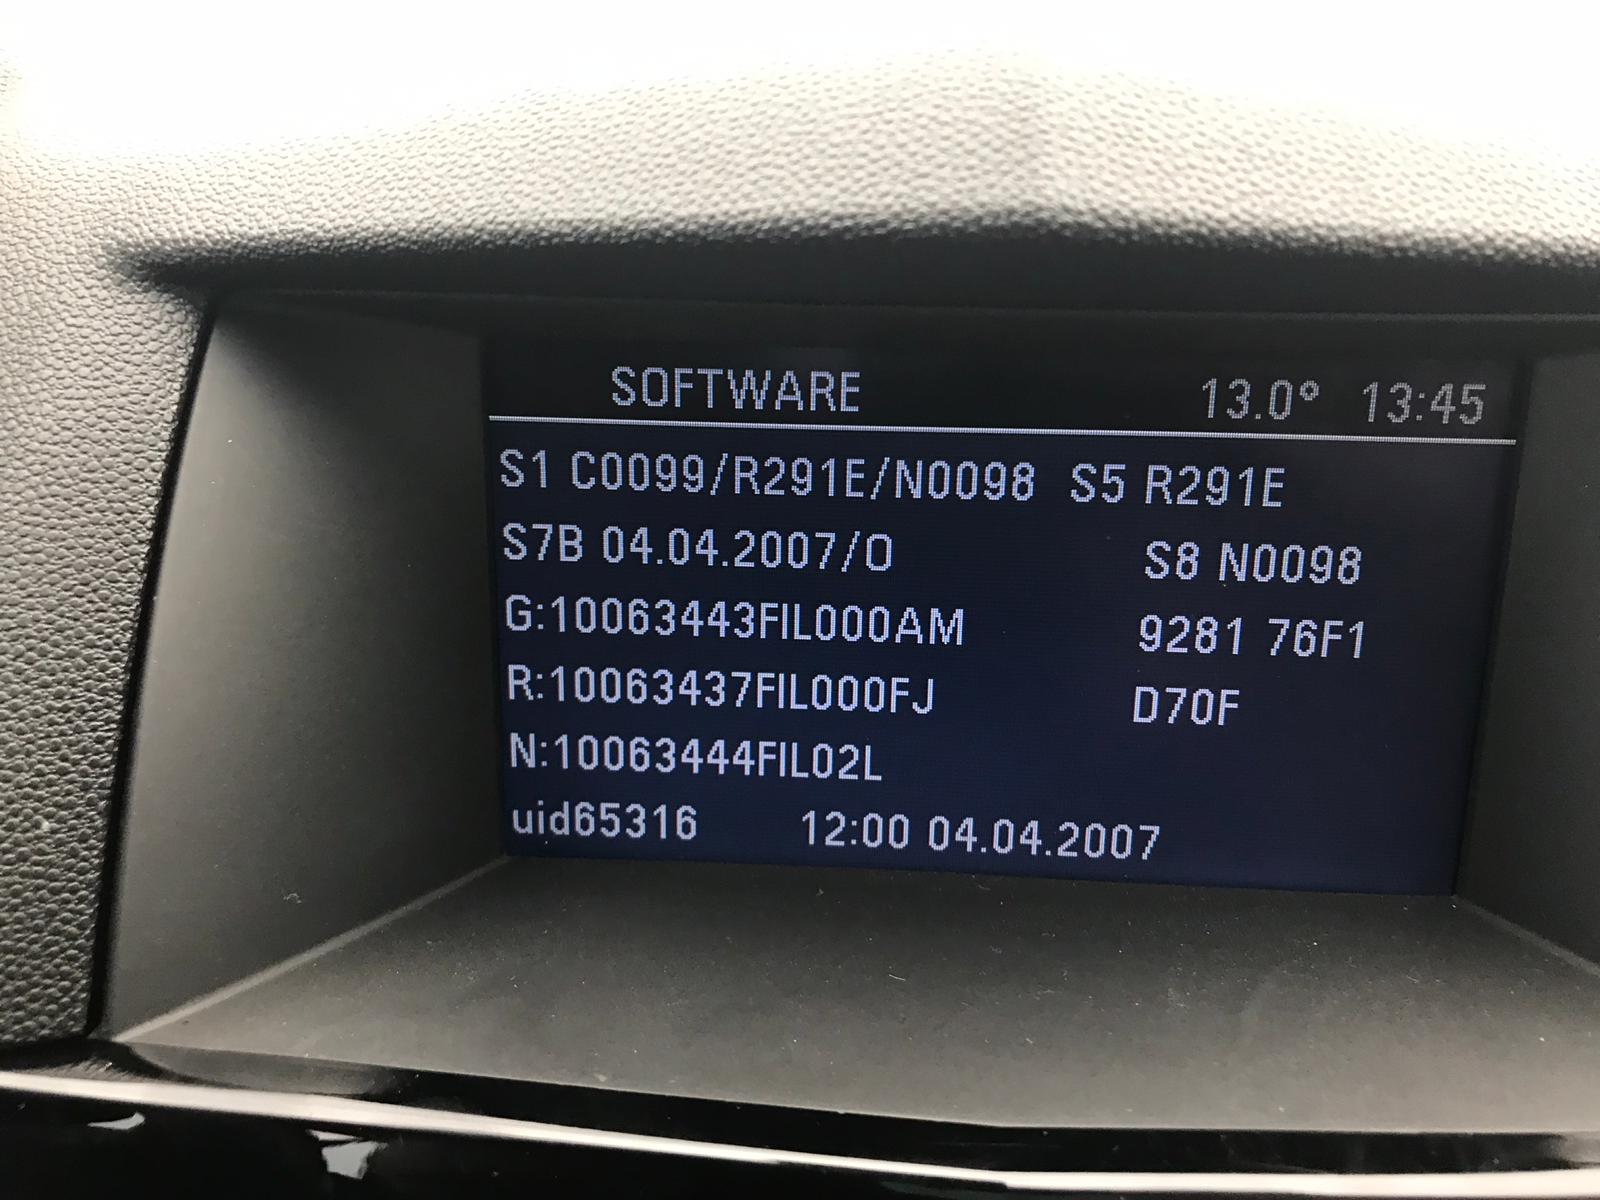 SOFTWARE 13.0° 13:45
S1 C0099/R291E/N0098 S5 R291E
S7B 04.04.2007/0 S8 N0098
G:10063443FIL000AM 9281 76F1
R:10063437FIL000FJ D70F
N:10063444FIL02L
uid65316 12:00 04.04.2007